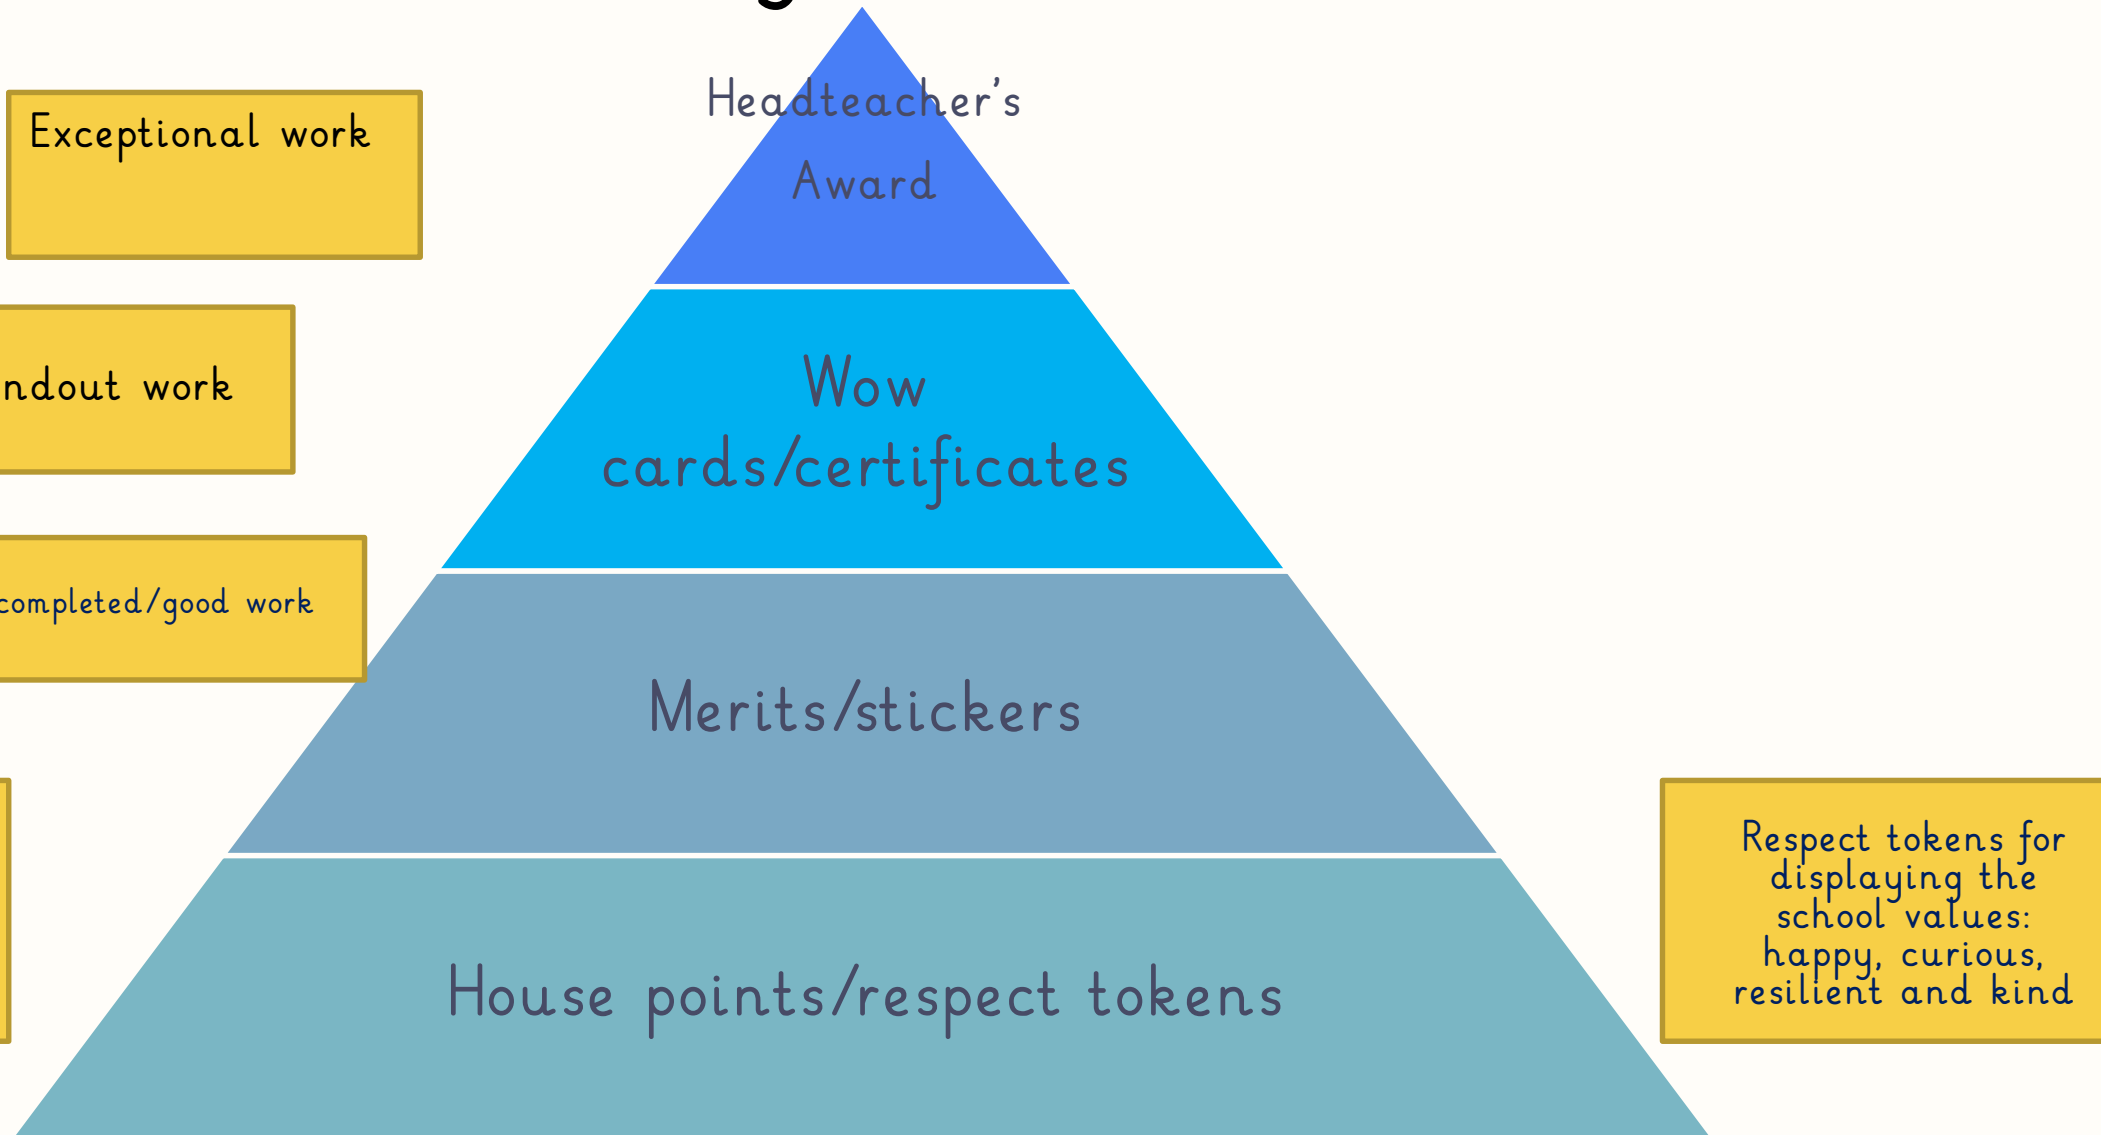 Headteacher's
Award
Exceptional work
Wow
cards/certificates
ndout work
completed/good work
Merits/stickers
House points/respect tokens
Respect tokens for
displaying the
school values:
happy, curious,
resilient and kind